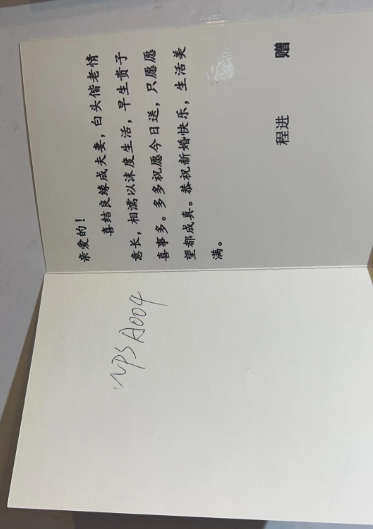 亲爱的！
喜结良缘成夫妻，白头偕老情
意长，相濡以沫度生活，早生贵子
喜事多。多多祝愿今日送，只愿愿
望都成真。恭祝新婚快乐，生活美
满。
程进 赠
WPS A004